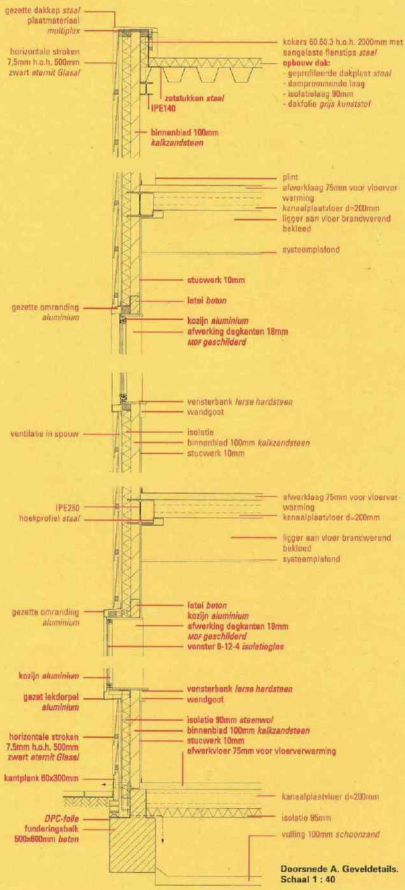 gezette dakkap staal
plaatmateriaal
multiplex
horizontale stroken
7,5mm h.o.h. 500mm
zwart eternit Glasal
kokers 60.60.3 h.o.h. 2000mm met
aangelaste flenstips staal
opbouw dak:
- geprofileerde dakplaat staal
- dampremmende laag
- isolatielaag 90mm
- dakfolie grijs kunststof
zetstukken staal
IPE140
binnenblad 100mm
kalkzandsteen
plint
afwerklaag 75mm voor vloerver-
warming
kanaalplaatvloer d=200mm
ligger aan vloer brandwerend
bekleed
systeemplafond
stucwerk 10mm
gezette omranding
aluminium
latei beton
kozijn aluminium
afwerking dagkanten 18mm
MDF geschilderd
vensterbank Ierse hardsteen
wandgoot
ventilatie in spouw
isolatie
binnenblad 100mm kalkzandsteen
stucwerk 10mm
IPE280
hoekprofiel staal
afwerklaag 75mm voor vloerver-
warming
kanaalplaatvloer d=200mm
ligger aan vloer brandwerend
bekleed
systeemplafond
gezette omranding
aluminium
latei beton
kozijn aluminium
afwerking dagkanten 18mm
MDF geschilderd
venster 8-12-4 isolatieglas
kozijn aluminium
gezet lekdorpel
aluminium
vensterbank Ierse hardsteen
wandgoot
horizontale stroken
7,5mm h.o.h. 500mm
zwart eternit Glasal
isolatie 90mm steenwol
binnenblad 100mm kalkzandsteen
stucwerk 10mm
afwerkvloer 75mm voor vloerverwarming
kantplank 60x300mm
kanaalplaatvloer d=200mm
DPC-folie
funderingsbalk
500x600mm beton
isolatie 95mm
vulling 100mm schoonzand
Doorsnede A. Geveldetails.
Schaal 1 : 40